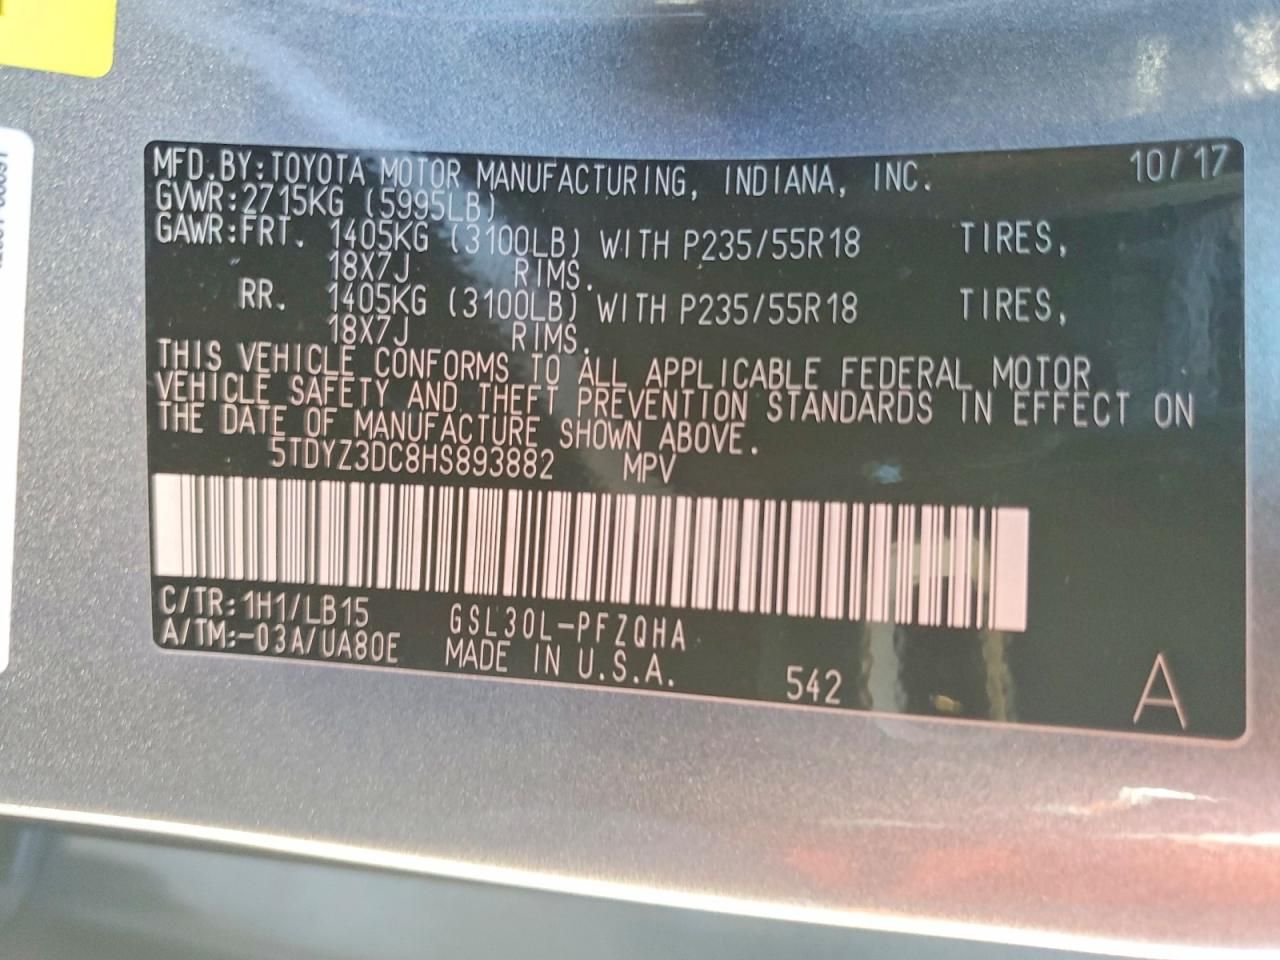 MFD.BY:TOYOTA MOTOR MANUFACTURING, INDIANA, INC. 10/17
GVWR:2715KG (5995LB)
GAWR:FRT. 1405KG (3100LB) WITH P235/55R18 TIRES,
18X7J RIMS.
RR. 1405KG (3100LB) WITH P235/55R18 TIRES,
18X7J RIMS.
THIS VEHICLE CONFORMS TO ALL APPLICABLE FEDERAL MOTOR
VEHICLE SAFETY AND THEFT PREVENTION STANDARDS IN EFFECT ON
THE DATE OF MANUFACTURE SHOWN ABOVE.
5TDYZ3DC8HS893882 MPV
C/TR:1H1/LB15 GSL30L-PFZQHA
A/TM:-03A/UA80E MADE IN U.S.A. 542 A